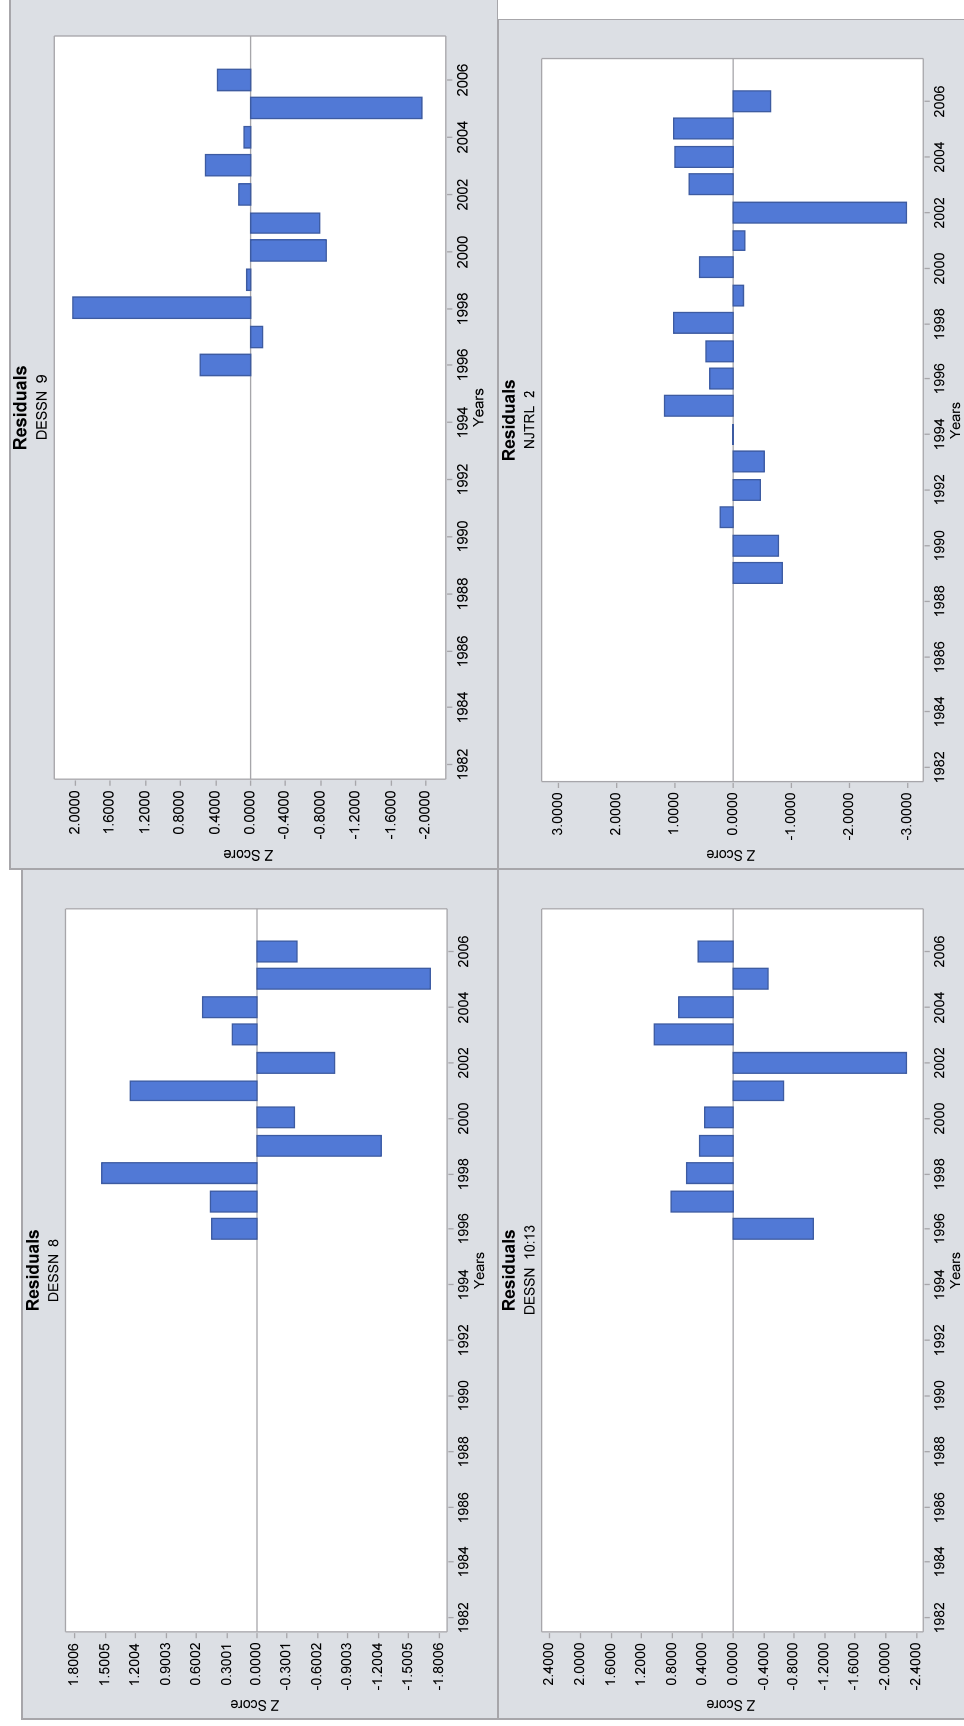 Residuals
DESSN 8
Z Score
1.8006
1.5005
1.2004
0.9003
0.6002
0.3001
0.0000
-0.3001
-0.6002
-0.9003
-1.2004
-1.5005
-1.8006
1982 1984 1986 1988 1990 1992 1994 1996 1998 2000 2002 2004 2006
Years
Residuals
DESSN 9
Z Score
2.0000
1.6000
1.2000
0.8000
0.4000
0.0000
-0.4000
-0.8000
-1.2000
-1.6000
-2.0000
1982 1984 1986 1988 1990 1992 1994 1996 1998 2000 2002 2004 2006
Years
Residuals
DESSN 10:13
Z Score
2.4000
2.0000
1.6000
1.2000
0.8000
0.4000
0.0000
-0.4000
-0.8000
-1.2000
-1.6000
-2.0000
-2.4000
1982 1984 1986 1988 1990 1992 1994 1996 1998 2000 2002 2004 2006
Years
Residuals
NJTRL 2
Z Score
3.0000
2.0000
1.0000
0.0000
-1.0000
-2.0000
-3.0000
1982 1984 1986 1988 1990 1992 1994 1996 1998 2000 2002 2004 2006
Years